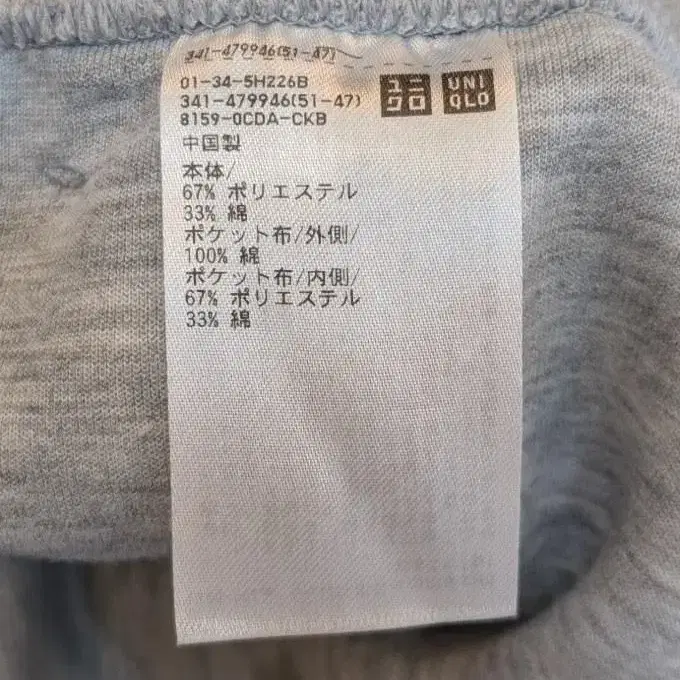 341-479946(51-47)
01-34-5H226B
341-479946(51-47)
8159-0CDA-CKB
ユニクロ
UNIQLO
中国製
本体/
67% ポリエステル
33% 綿
ポケット布/外側/
100% 綿
ポケット布/内側/
67% ポリエステル
33% 綿